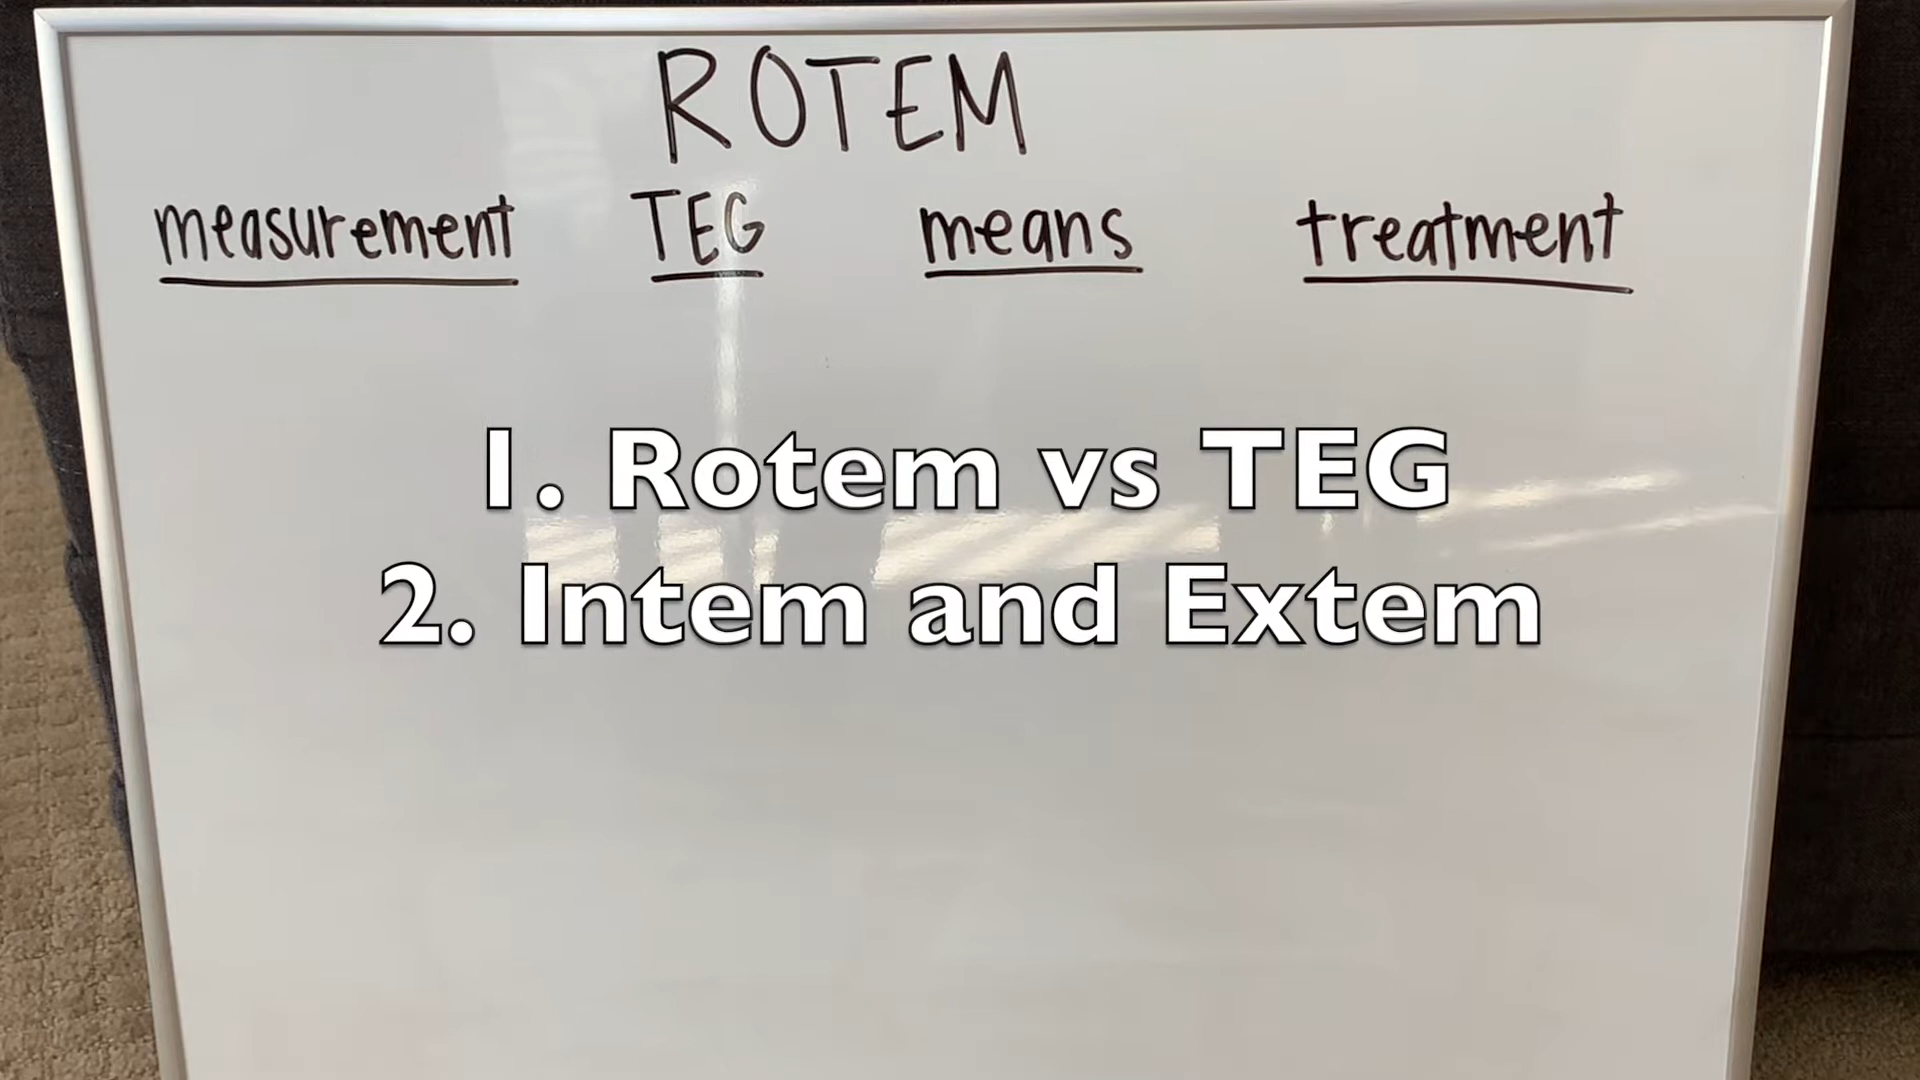 ROTEM
measurement TEG means treatment
1. Rotem vs TEG
2. Intem and Extem